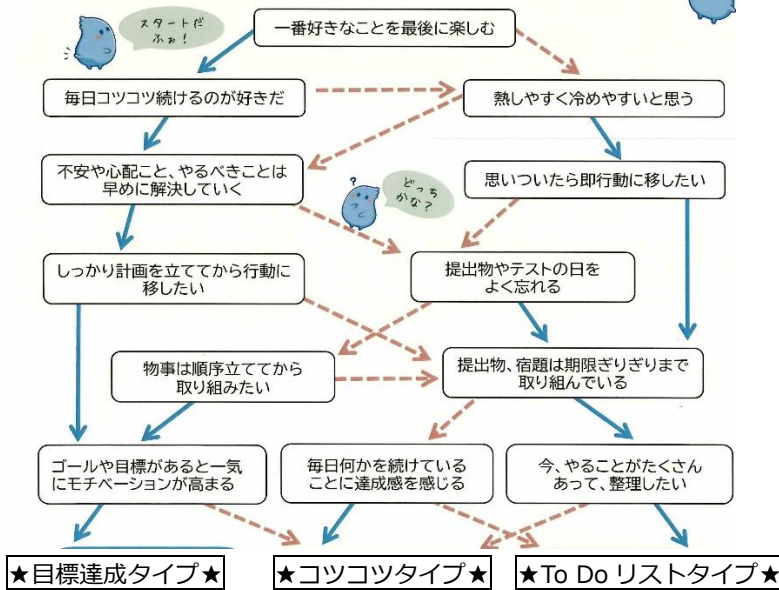 スタートだ
ふぉ!
一番好きなことを最後に楽しむ
毎日コツコツ続けるのが好きだ
熱しやすく冷めやすいと思う
不安や心配こと、やるべきことは
早めに解決していく
思いついたら即行動に移したい
?
どっち
かな?
しっかり計画を立ててから行動に
移したい
提出物やテストの日を
よく忘れる
物事は順序立ててから
取り組みたい
提出物、宿題は期限ぎりぎりまで
取り組んでいる
ゴールや目標があると一気
にモチベーションが高まる
毎日何かを続けている
ことに達成感を感じる
今、やることがたくさん
あって、整理したい
★目標達成タイプ★
★コツコツタイプ★
★To Do リストタイプ★